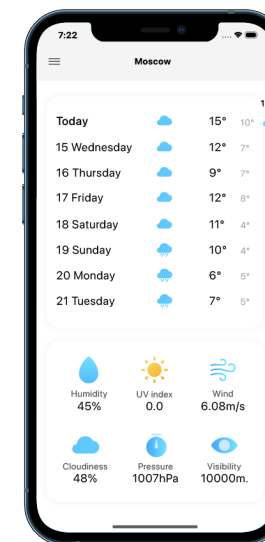 7:22
Moscow
1
Today 15° 10°
15 Wednesday 12° 7°
16 Thursday 9° 7°
17 Friday 12° 8°
18 Saturday 11° 4°
19 Sunday 10° 4°
20 Monday 6° 5°
21 Tuesday 7° 5°
Humidity UV index Wind
45% 0.0 6.08m/s
Cloudiness Pressure Visibility
48% 1007hPa 10000m.